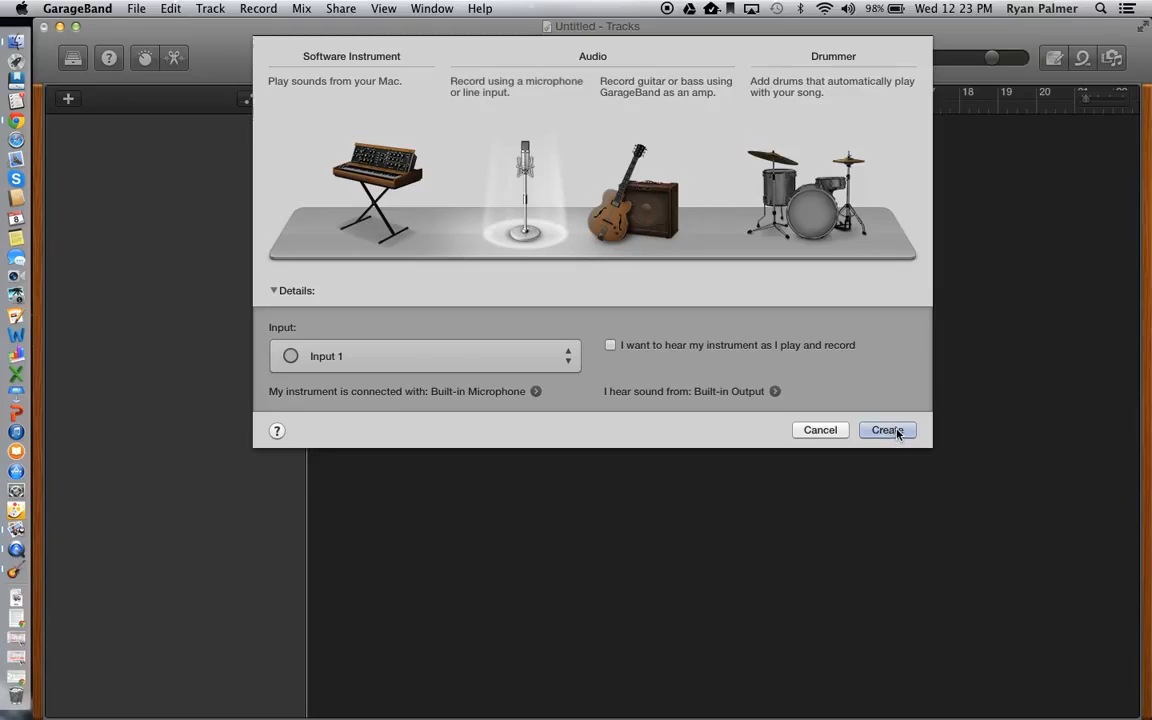 GarageBand File Edit Track Record Mix Share View Window Help 98% Wed 12:23 PM Ryan Palmer
Untitled - Tracks
Software Instrument
Audio
Drummer
Play sounds from your Mac.
Record using a microphone
or line input.
Record guitar or bass using
GarageBand as an amp.
Add drums that automatically play
with your song.
18 19 20
Details:
Input:
Input 1
I want to hear my instrument as I play and record
My instrument is connected with: Built-in Microphone
I hear sound from: Built-in Output
?
Cancel
Create